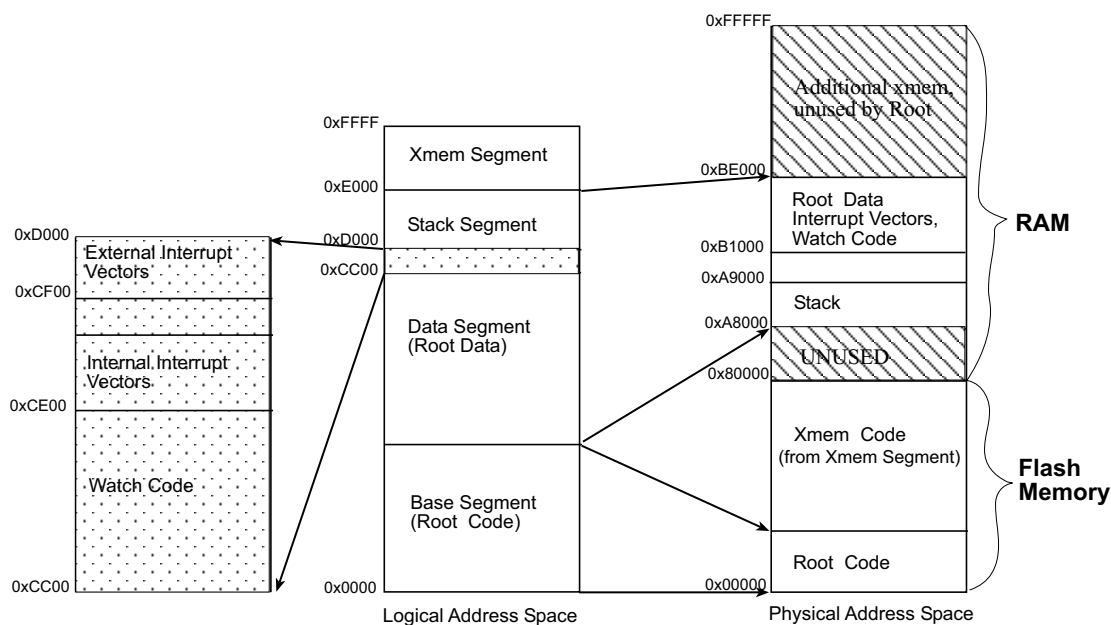 0xD000
External Interrupt
Vectors
0xCF00
Internal Interrupt
Vectors
0xCE00
Watch Code
0xCC00
0xFFFF
Xmem Segment
0xE000
Stack Segment
0xD000
0xCC00
Data Segment
(Root Data)
Base Segment
(Root Code)
0x0000
Logical Address Space
0xFFFFF
Additional xmem,
unused by Root
0xBE000
Root Data
Interrupt Vectors,
Watch Code
0xB1000
0xA9000
Stack
0xA8000
UNUSED
0x80000
Xmem Code
(from Xmem Segment)
Root Code
0x00000
Physical Address Space
RAM
Flash
Memory